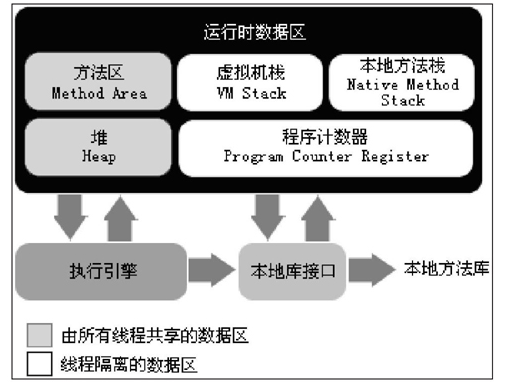 运行时数据区
方法区
Method Area
虚拟机栈
VM Stack
本地方法栈
Native Method
Stack
堆
Heap
程序计数器
Program Counter Register
执行引擎
本地库接口
本地方法库
由所有线程共享的数据区
线程隔离的数据区